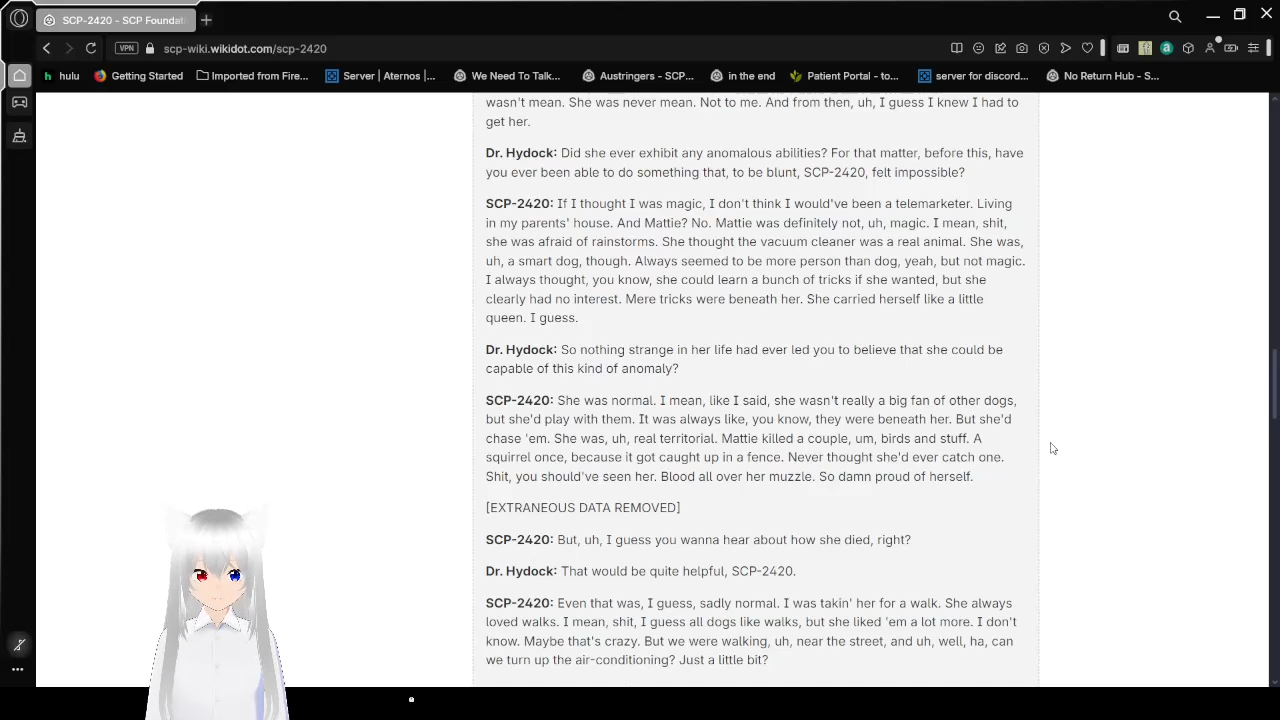 SCP-2420 - SCP Foundati
VPN scp-wiki.wikidot.com/scp-2420
hulu Getting Started Imported from Fire... Server | Aternos |... We Need To Talk... Austringers - SCP... in the end Patient Portal - to... server for discord... No Return Hub - S...
wasn't mean. She was never mean. Not to me. And from then, uh, I guess I knew I had to
get her.
Dr. Hydock: Did she ever exhibit any anomalous abilities? For that matter, before this, have
you ever been able to do something that, to be blunt, SCP-2420, felt impossible?
SCP-2420: If I thought I was magic, I don't think I would've been a telemarketer. Living
in my parents' house. And Mattie? No. Mattie was definitely not, uh, magic. I mean, shit,
she was afraid of rainstorms. She thought the vacuum cleaner was a real animal. She was,
uh, a smart dog, though. Always seemed to be more person than dog, yeah, but not magic.
I always thought, you know, she could learn a bunch of tricks if she wanted, but she
clearly had no interest. Mere tricks were beneath her. She carried herself like a little
queen. I guess.
Dr. Hydock: So nothing strange in her life had ever led you to believe that she could be
capable of this kind of anomaly?
SCP-2420: She was normal. I mean, like I said, she wasn't really a big fan of other dogs,
but she'd play with them. It was always like, you know, they were beneath her. But she'd
chase 'em. She was, uh, real territorial. Mattie killed a couple, um, birds and stuff. A
squirrel once, because it got caught up in a fence. Never thought she'd ever catch one.
Shit, you should've seen her. Blood all over her muzzle. So damn proud of herself.
[EXTRANEOUS DATA REMOVED]
SCP-2420: But, uh, I guess you wanna hear about how she died, right?
Dr. Hydock: That would be quite helpful, SCP-2420.
SCP-2420: Even that was, I guess, sadly normal. I was takin' her for a walk. She always
loved walks. I mean, shit, I guess all dogs like walks, but she liked 'em a lot more. I don't
know. Maybe that's crazy. But we were walking, uh, near the street, and uh, well, ha, can
we turn up the air-conditioning? Just a little bit?